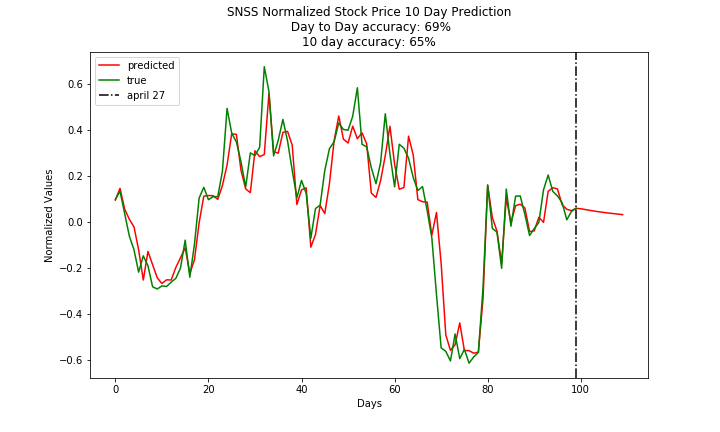 SNSS Normalized Stock Price 10 Day Prediction
Day to Day accuracy: 69%
10 day accuracy: 65%
predicted
true
april 27
Normalized Values
0.6
0.4
0.2
0.0
−0.2
−0.4
−0.6
0 20 40 60 80 100
Days